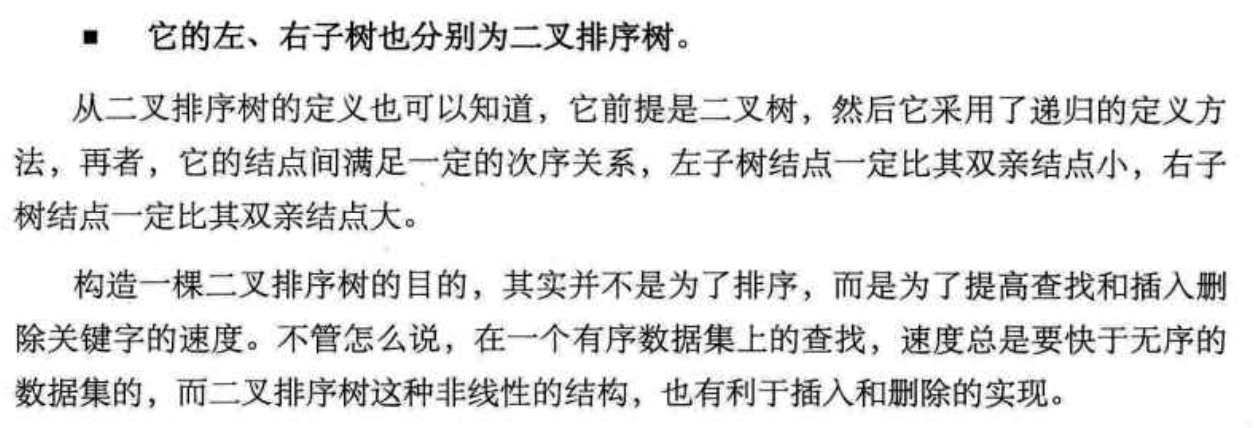 ■ 它的左、右子树也分别为二叉排序树。
从二叉排序树的定义也可以知道，它前提是二叉树，然后它采用了递归的定义方
法，再者，它的结点间满足一定的次序关系，左子树结点一定比其双亲结点小，右子
树结点一定比其双亲结点大。
构造一棵二叉排序树的目的，其实并不是为了排序，而是为了提高查找和插入删
除关键字的速度。不管怎么说，在一个有序数据集上的查找，速度总是要快于无序的
数据集的，而二叉排序树这种非线性的结构，也有利于插入和删除的实现。